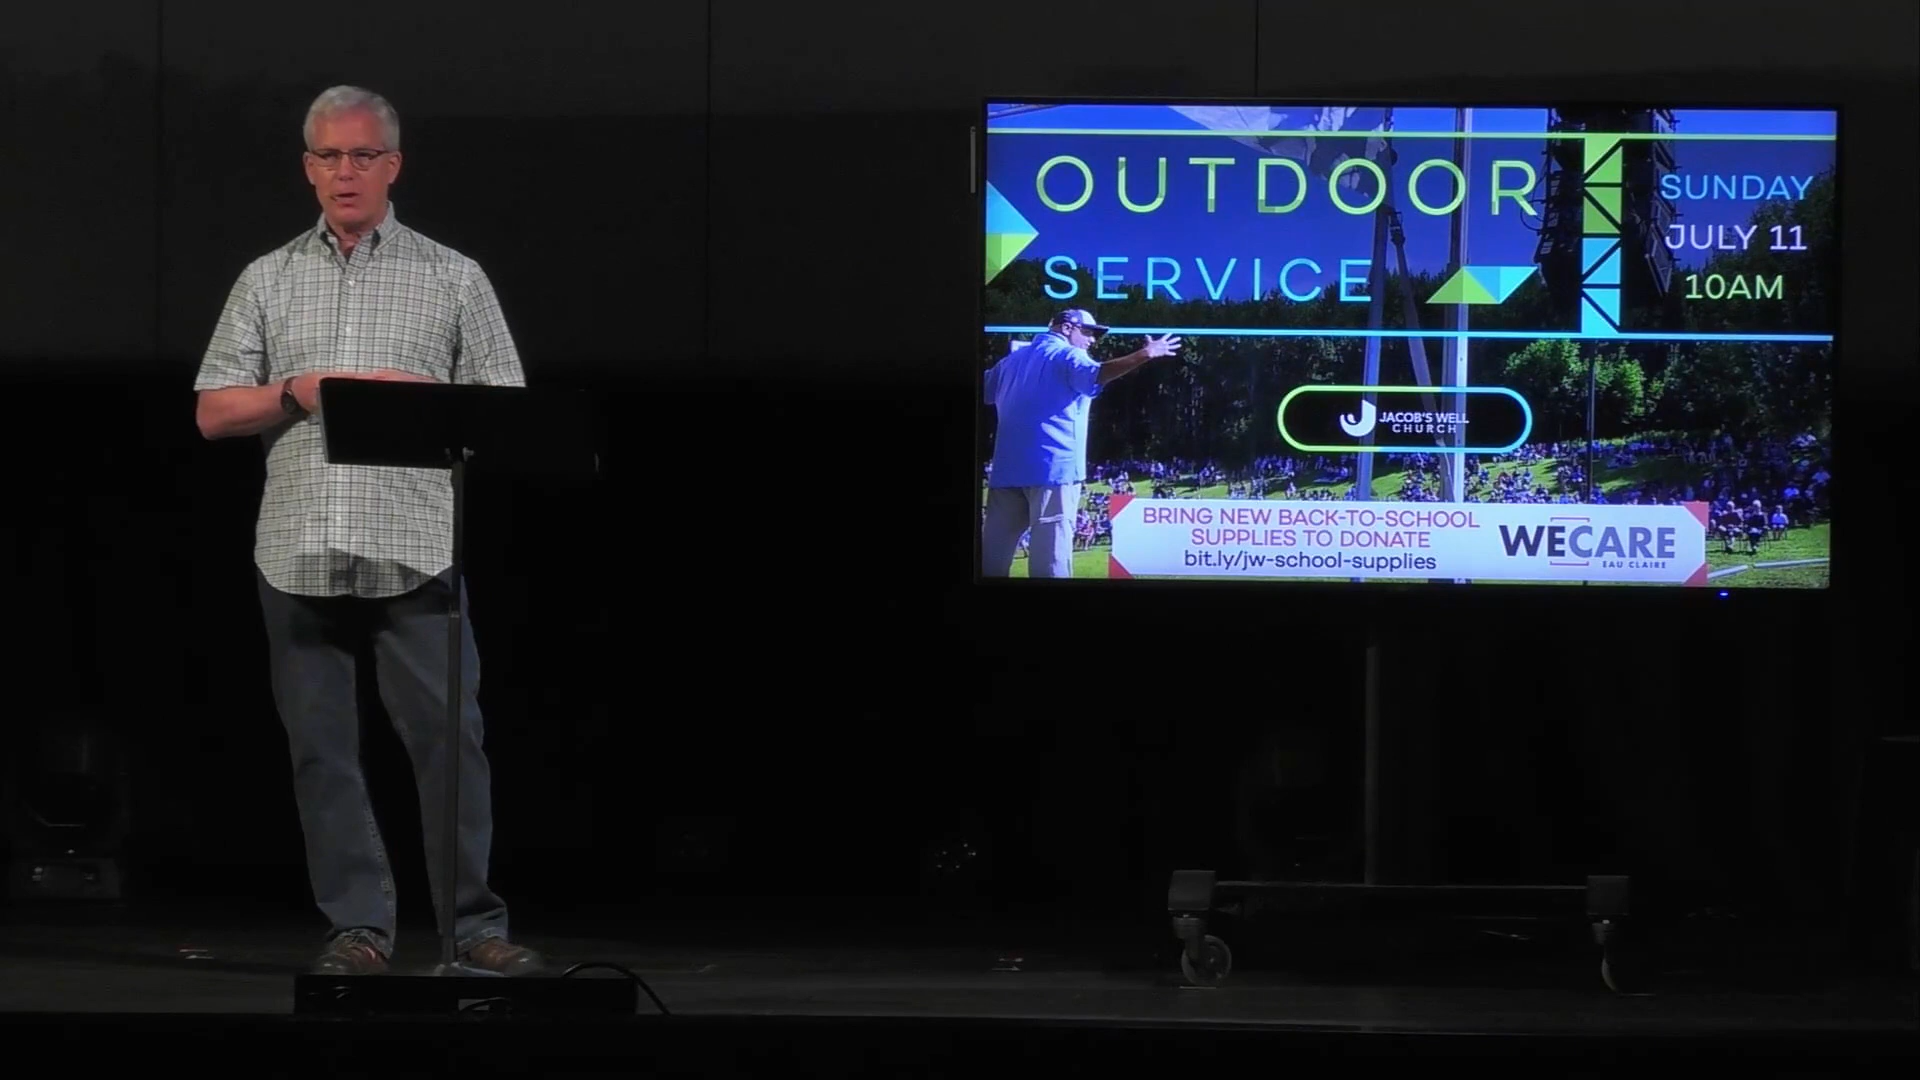 OUTDOOR
SERVICE
SUNDAY
JULY 11
10AM
JACOB'S WELL
CHURCH
BRING NEW BACK-TO-SCHOOL
SUPPLIES TO DONATE
bit.ly/jw-school-supplies
WECARE
EAU CLAIRE